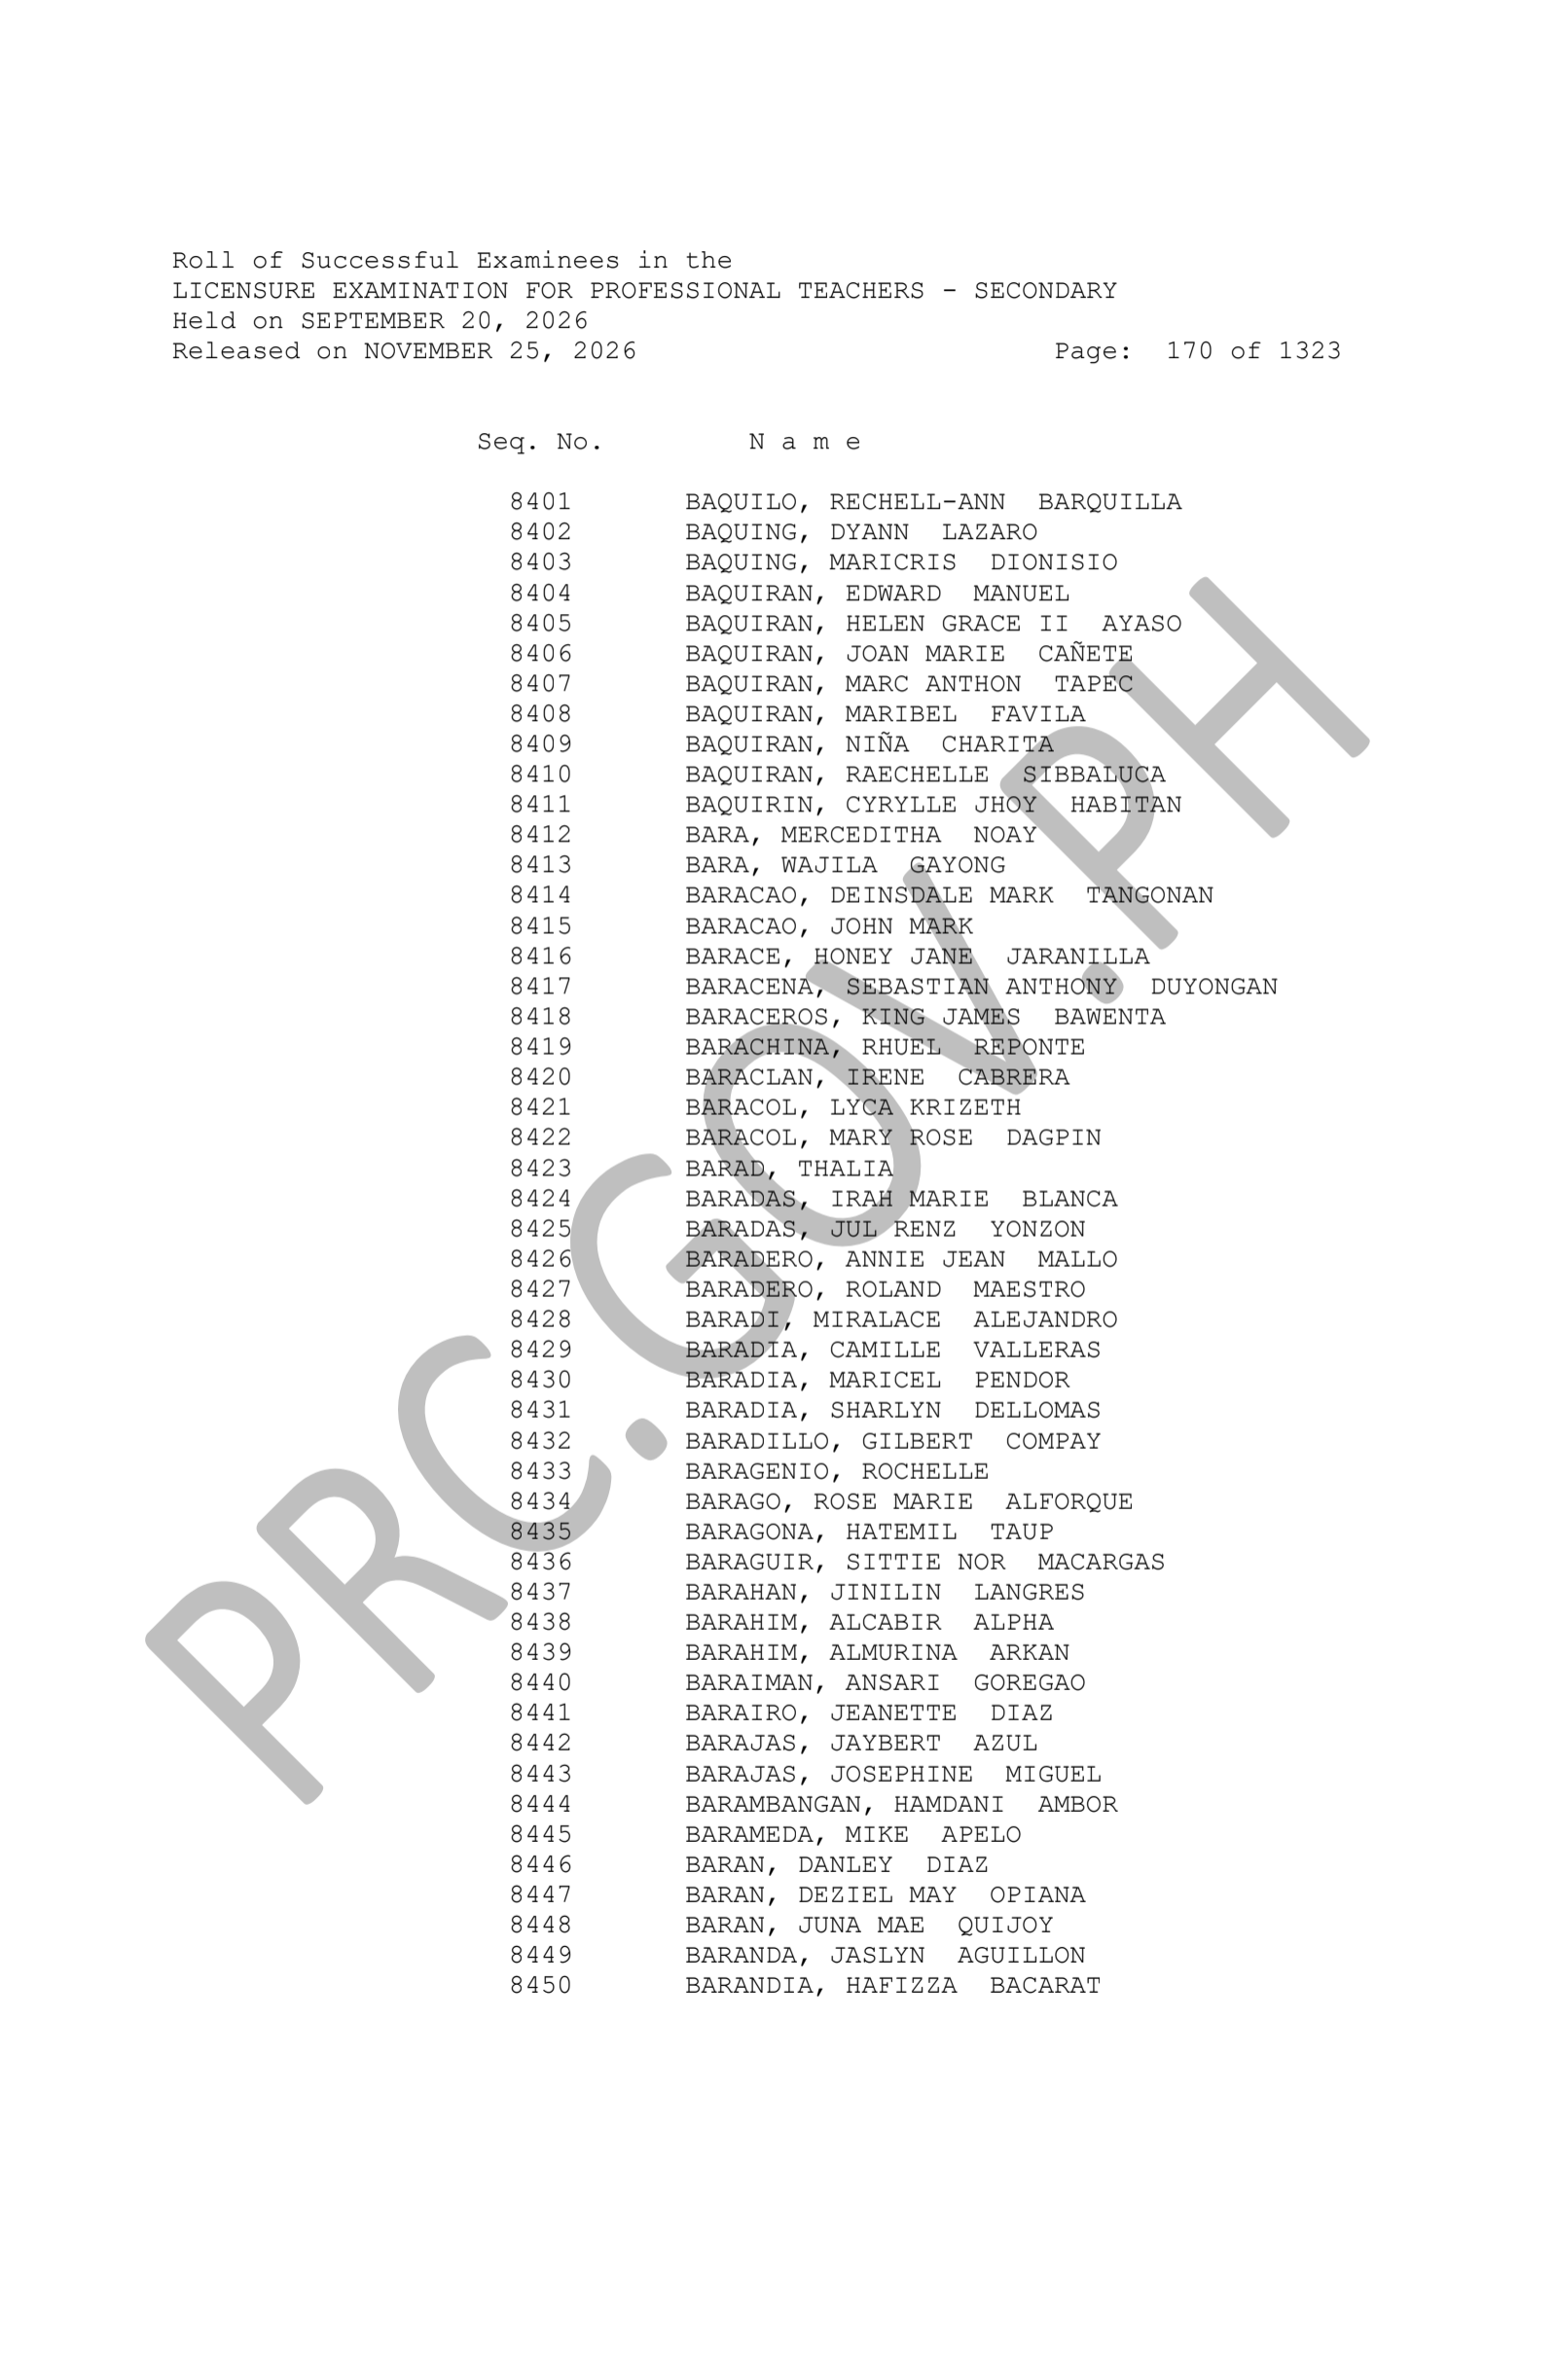 Roll of Successful Examinees in the
LICENSURE EXAMINATION FOR PROFESSIONAL TEACHERS - SECONDARY
Held on SEPTEMBER 20, 2026
Released on NOVEMBER 25, 2026 Page: 170 of 1323
Seq. No. N a m e
8401 BAQUILO, RECHELL-ANN BARQUILLA
8402 BAQUING, DYANN LAZARO
8403 BAQUING, MARICRIS DIONISIO
8404 BAQUIRAN, EDWARD MANUEL
8405 BAQUIRAN, HELEN GRACE II AYASO
8406 BAQUIRAN, JOAN MARIE CAÑETE
8407 BAQUIRAN, MARC ANTHON TAPEC
8408 BAQUIRAN, MARIBEL FAVILA
8409 BAQUIRAN, NIÑA CHARITA
8410 BAQUIRAN, RAECHELLE SIBBALUCA
8411 BAQUIRIN, CYRYLLE JHOY HABITAN
8412 BARA, MERCEDITHA NOAY
8413 BARA, WAJILA GAYONG
8414 BARACAO, DEINSDALE MARK TANGONAN
8415 BARACAO, JOHN MARK
8416 BARACE, HONEY JANE JARANILLA
8417 BARACENA, SEBASTIAN ANTHONY DUYONGAN
8418 BARACEROS, KING JAMES BAWENTA
8419 BARACHINA, RHUEL REPONTE
8420 BARACLAN, IRENE CABRERA
8421 BARACOL, LYCA KRIZETH
8422 BARACOL, MARY ROSE DAGPIN
8423 BARAD, THALIA
8424 BARADAS, IRAH MARIE BLANCA
8425 BARADAS, JUL RENZ YONZON
8426 BARADERO, ANNIE JEAN MALLO
8427 BARADERO, ROLAND MAESTRO
8428 BARADI, MIRALACE ALEJANDRO
8429 BARADIA, CAMILLE VALLERAS
8430 BARADIA, MARICEL PENDOR
8431 BARADIA, SHARLYN DELLOMAS
8432 BARADILLO, GILBERT COMPAY
8433 BARAGENIO, ROCHELLE
8434 BARAGO, ROSE MARIE ALFORQUE
8435 BARAGONA, HATEMIL TAUP
8436 BARAGUIR, SITTIE NOR MACARGAS
8437 BARAHAN, JINILIN LANGRES
8438 BARAHIM, ALCABIR ALPHA
8439 BARAHIM, ALMURINA ARKAN
8440 BARAIMAN, ANSARI GOREGAO
8441 BARAIRO, JEANETTE DIAZ
8442 BARAJAS, JAYBERT AZUL
8443 BARAJAS, JOSEPHINE MIGUEL
8444 BARAMBANGAN, HAMDANI AMBOR
8445 BARAMEDA, MIKE APELO
8446 BARAN, DANLEY DIAZ
8447 BARAN, DEZIEL MAY OPIANA
8448 BARAN, JUNA MAE QUIJOY
8449 BARANDA, JASLYN AGUILLON
8450 BARANDIA, HAFIZZA BACARAT
PRC.GOV.PH